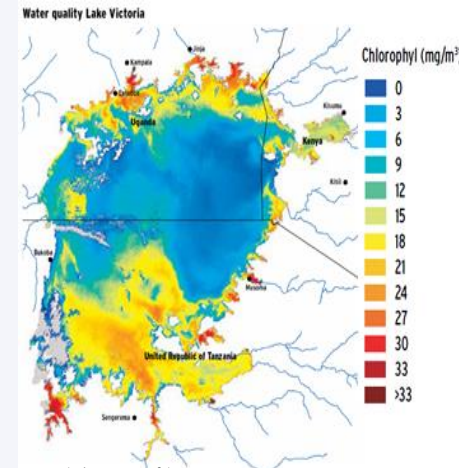 Water quality Lake Victoria
Jinja
Kampala
Entebbe
Uganda
Kisumu
Kenya
Kisii
Bukoba
Musoma
United Republic of Tanzania
Sengerema
Chlorophyl (mg/m³
0
3
6
9
12
15
18
21
24
27
30
33
>33